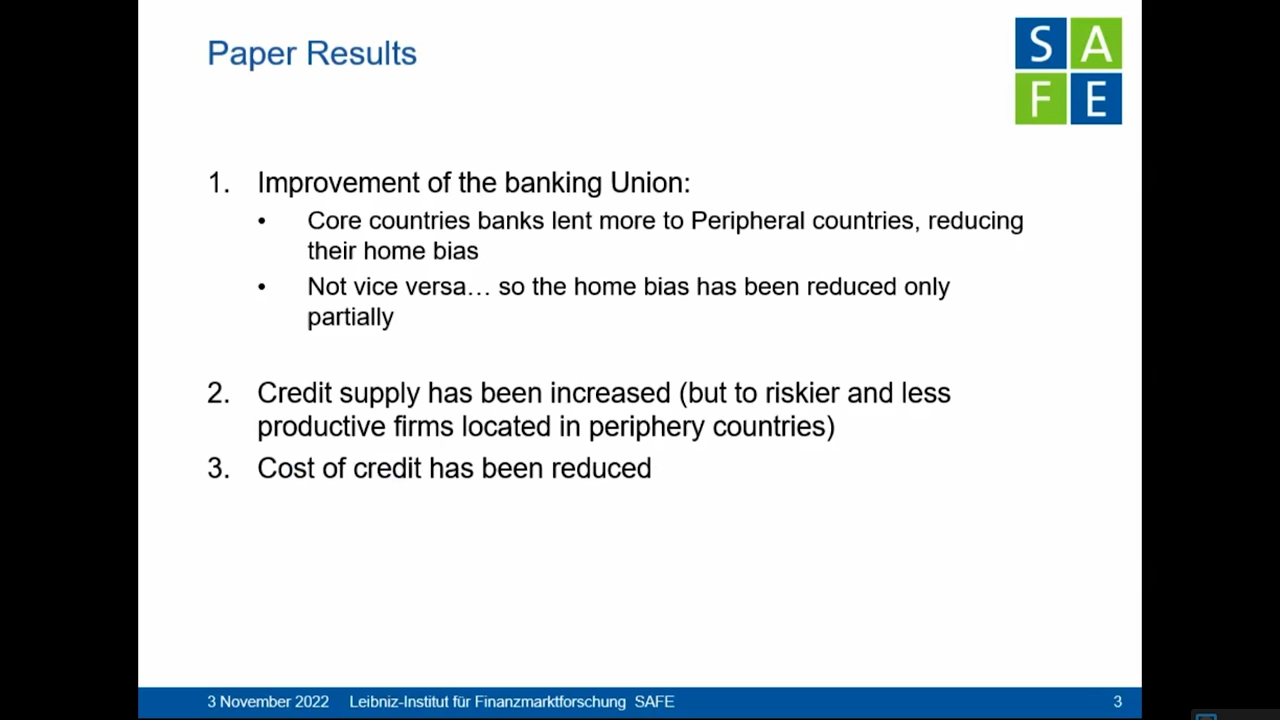 Paper Results
S A
F E
1. Improvement of the banking Union:
• Core countries banks lent more to Peripheral countries, reducing
their home bias
• Not vice versa… so the home bias has been reduced only
partially
2. Credit supply has been increased (but to riskier and less
productive firms located in periphery countries)
3. Cost of credit has been reduced
3 November 2022 Leibniz-Institut für Finanzmarktforschung SAFE 3